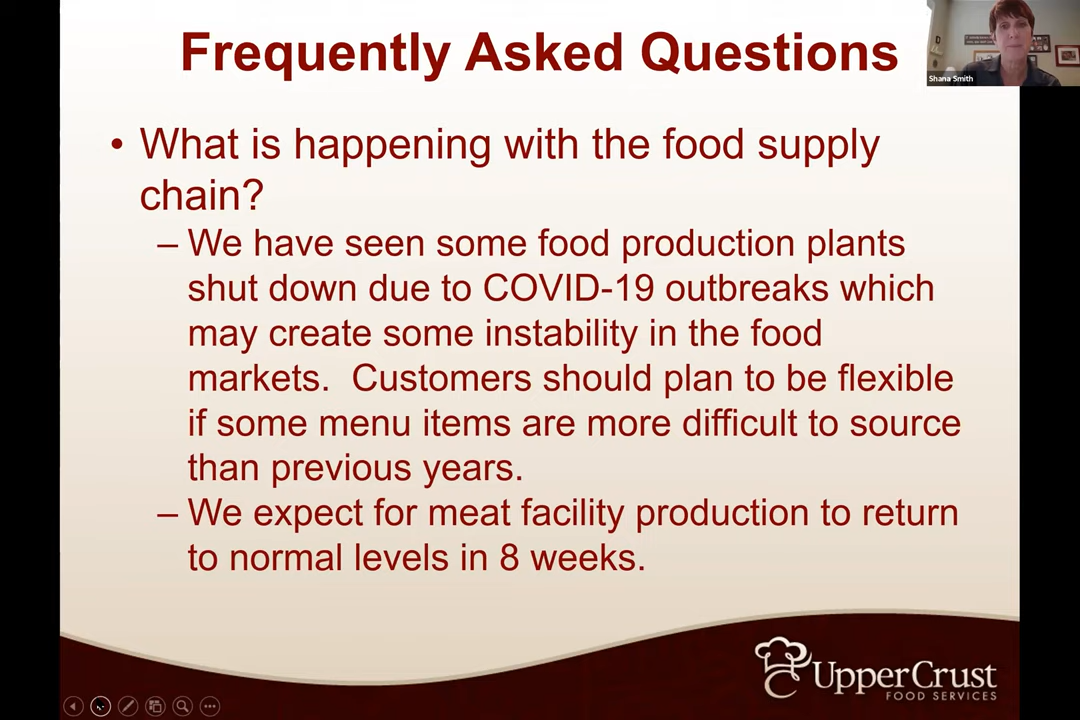 Frequently Asked Questions
Shana Smith
• What is happening with the food supply
chain?
– We have seen some food production plants
shut down due to COVID-19 outbreaks which
may create some instability in the food
markets.  Customers should plan to be flexible
if some menu items are more difficult to source
than previous years.
– We expect for meat facility production to return
to normal levels in 8 weeks.
UpperCrust
FOOD SERVICES